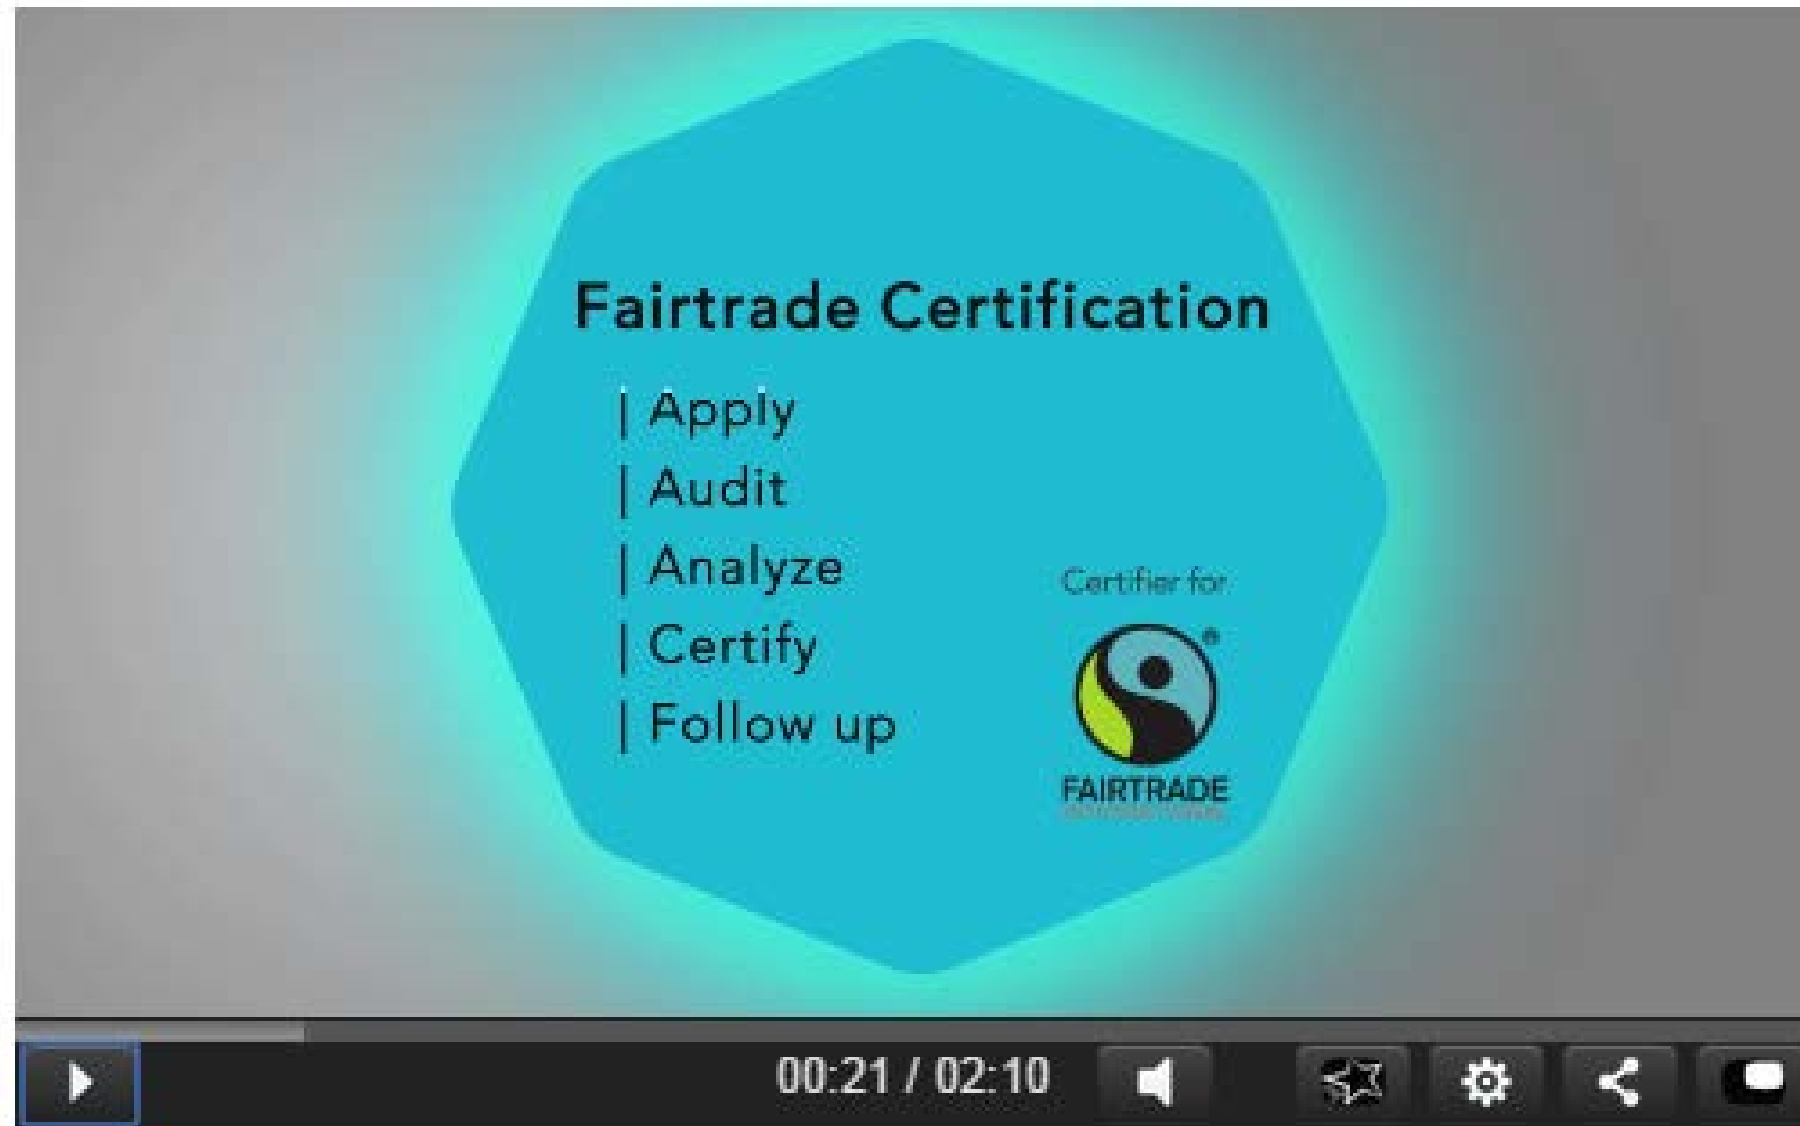 Fairtrade Certification
| Apply
| Audit
| Analyze
| Certify
| Follow up
Certifier for
®
FAIRTRADE
00:21 / 02:10